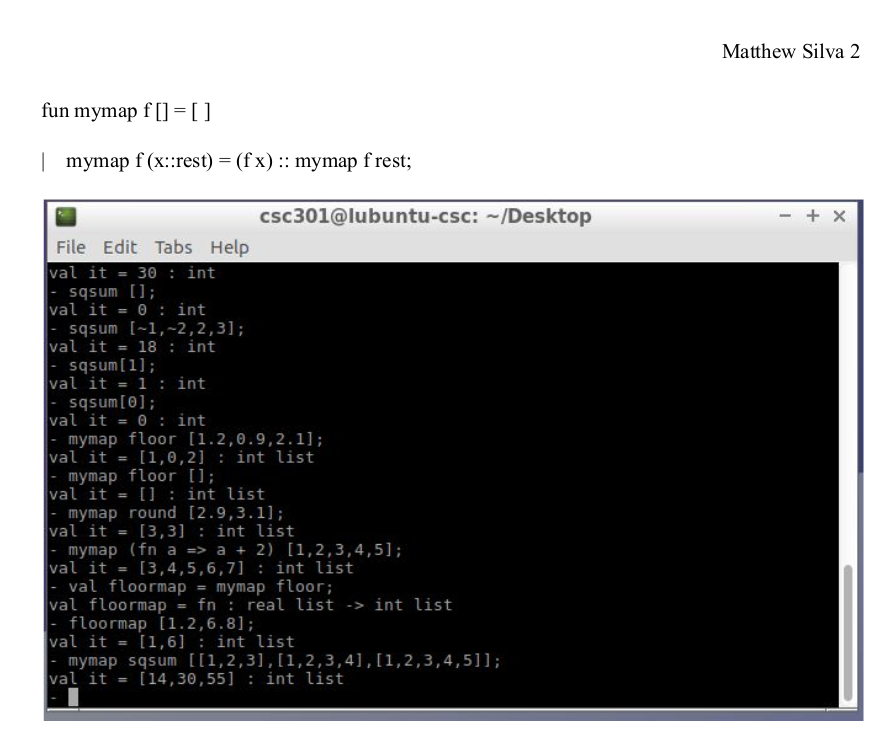 Matthew Silva 2
fun mymap f [] = [ ]
|    mymap f (x::rest) = (f x) :: mymap f rest;
csc301@lubuntu-csc: ~/Desktop
File Edit Tabs Help
val it = 30 : int
- sqsum [];
val it = 0 : int
- sqsum [~1,~2,2,3];
val it = 18 : int
- sqsum[1];
val it = 1 : int
- sqsum[0];
val it = 0 : int
- mymap floor [1.2,0.9,2.1];
val it = [1,0,2] : int list
- mymap floor [];
val it = [] : int list
- mymap round [2.9,3.1];
val it = [3,3] : int list
- mymap (fn a => a + 2) [1,2,3,4,5];
val it = [3,4,5,6,7] : int list
- val floormap = mymap floor;
val floormap = fn : real list -> int list
- floormap [1.2,6.8];
val it = [1,6] : int list
- mymap sqsum [[1,2,3],[1,2,3,4],[1,2,3,4,5]];
val it = [14,30,55] : int list
-